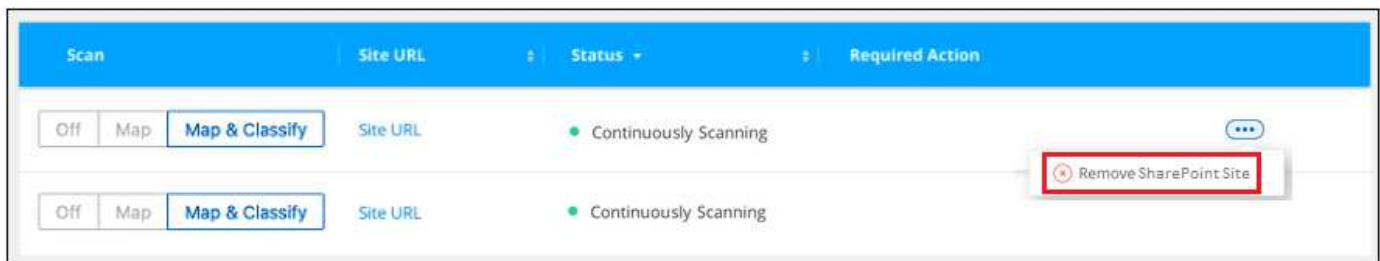 Scan Site URL Status Required Action
Off Map Map & Classify Site URL Continuously Scanning
Remove SharePoint Site
Off Map Map & Classify Site URL Continuously Scanning